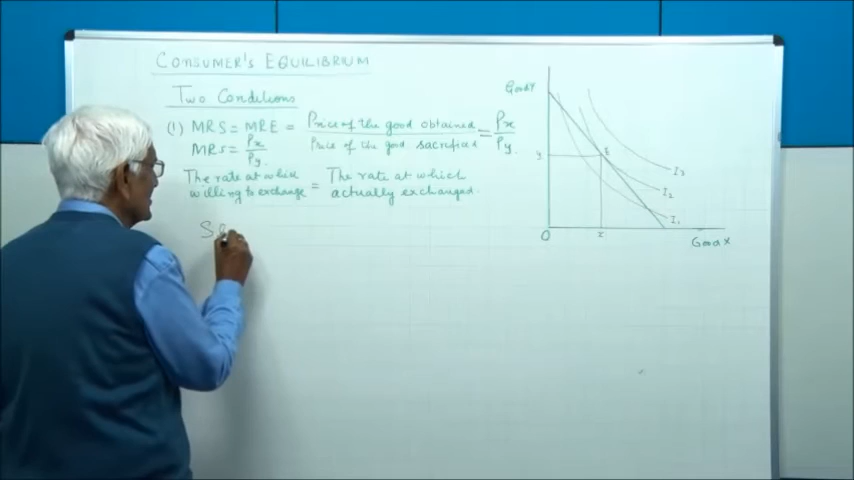 CONSUMER'S EQUILIBRIUM
Two Conditions
(1) MRS = MRE = Price of the good obtained / Price of the good sacrificed = Px / Py.
MRS = Px / Py.
The rate at which willing to exchange = The rate at which actually exchanged.
Good Y
y
E
I3
I2
I1
O
x
Good X